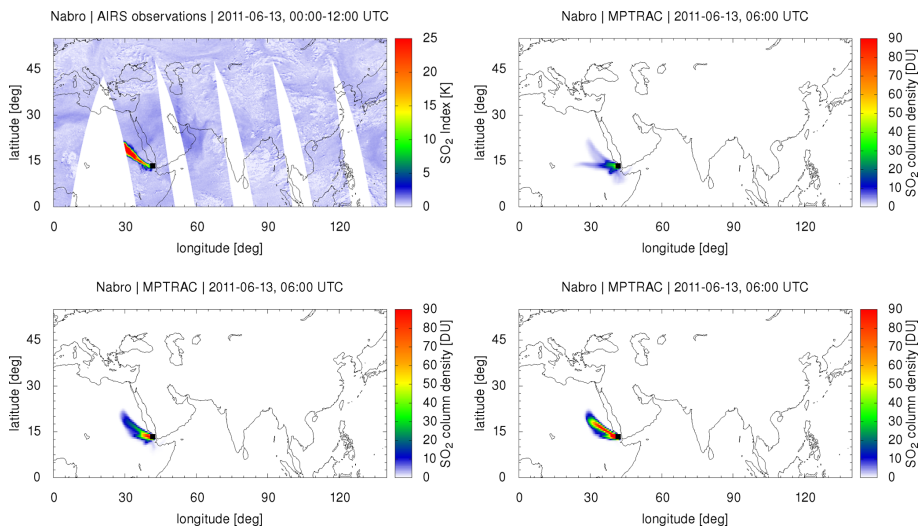 Nabro | AIRS observations | 2011-06-13, 00:00-12:00 UTC
latitude [deg]
45
30
15
0
0 30 60 90 120
longitude [deg]
25
20
15
10
5
0
SO2 Index [K]
Nabro | MPTRAC | 2011-06-13, 06:00 UTC
latitude [deg]
45
30
15
0
0 30 60 90 120
longitude [deg]
90
80
70
60
50
40
30
20
10
0
SO2 column density [DU]
Nabro | MPTRAC | 2011-06-13, 06:00 UTC
latitude [deg]
45
30
15
0
0 30 60 90 120
longitude [deg]
90
80
70
60
50
40
30
20
10
0
SO2 column density [DU]
Nabro | MPTRAC | 2011-06-13, 06:00 UTC
latitude [deg]
45
30
15
0
0 30 60 90 120
longitude [deg]
90
80
70
60
50
40
30
20
10
0
SO2 column density [DU]